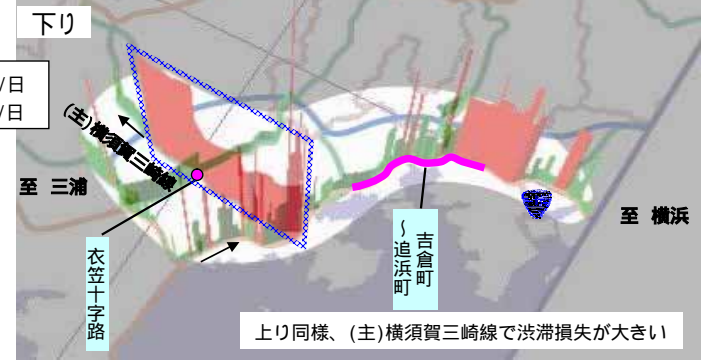 下り
/日
/日
(主)横須賀三崎線
至 三浦
至 横浜
衣笠十字路
吉倉町
～追浜町
上り同様、(主)横須賀三崎線で渋滞損失が大きい